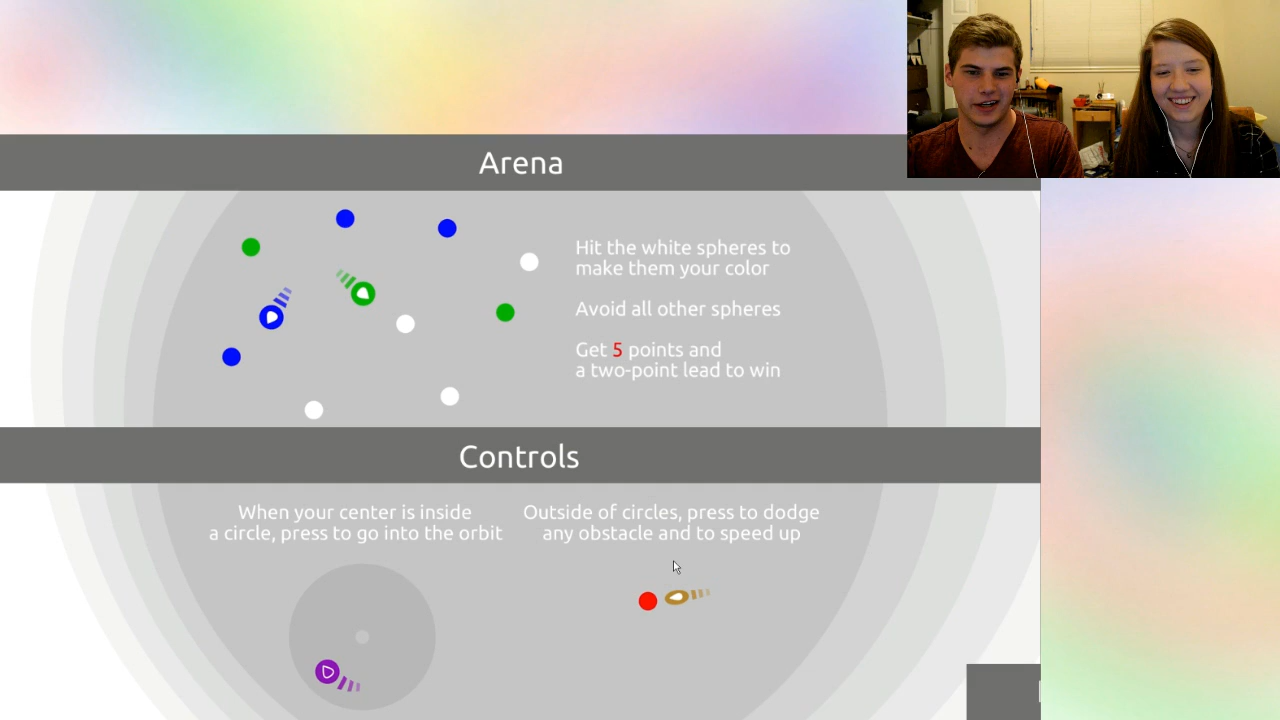 Arena
Hit the white spheres to
make them your color
Avoid all other spheres
Get 5 points and
a two-point lead to win
Controls
When your center is inside
a circle, press to go into the orbit
Outside of circles, press to dodge
any obstacle and to speed up